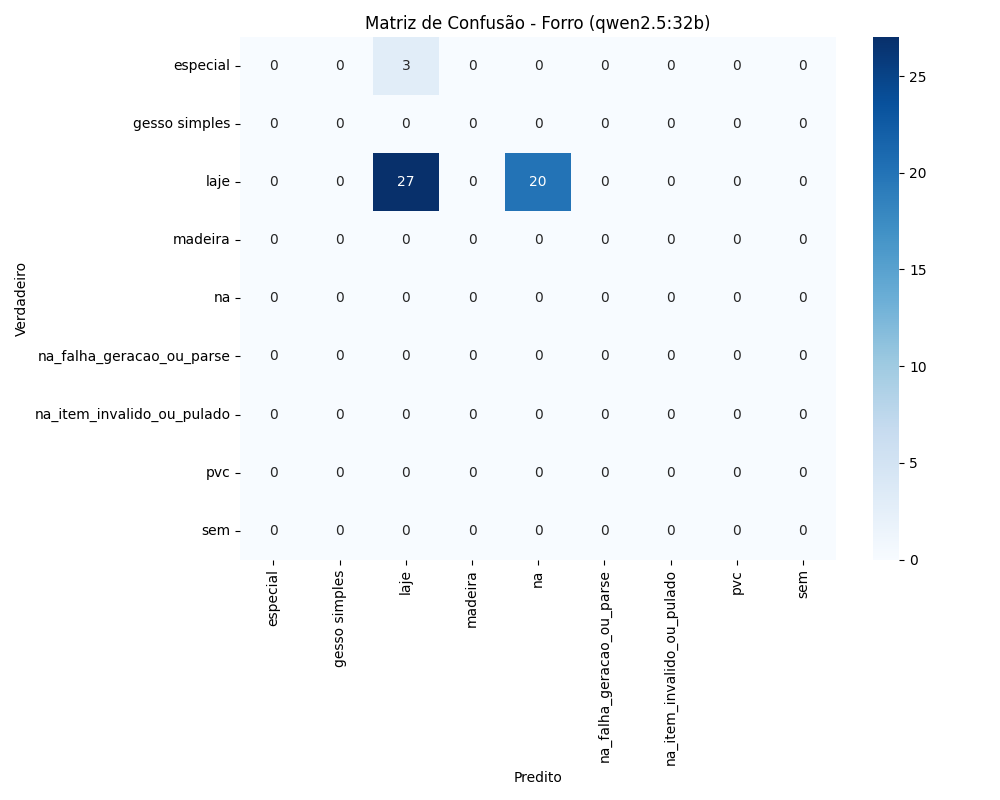 Matriz de Confusão - Forro (qwen2.5:32b)
especial 0 0 3 0 0 0 0 0 0
gesso simples 0 0 0 0 0 0 0 0 0
laje 0 0 27 0 20 0 0 0 0
madeira 0 0 0 0 0 0 0 0 0
na 0 0 0 0 0 0 0 0 0
na_falha_geracao_ou_parse 0 0 0 0 0 0 0 0 0
na_item_invalido_ou_pulado 0 0 0 0 0 0 0 0 0
pvc 0 0 0 0 0 0 0 0 0
sem 0 0 0 0 0 0 0 0 0
Verdadeiro
especial
gesso simples
laje
madeira
na
na_falha_geracao_ou_parse
na_item_invalido_ou_pulado
pvc
sem
Predito
25
20
15
10
5
0